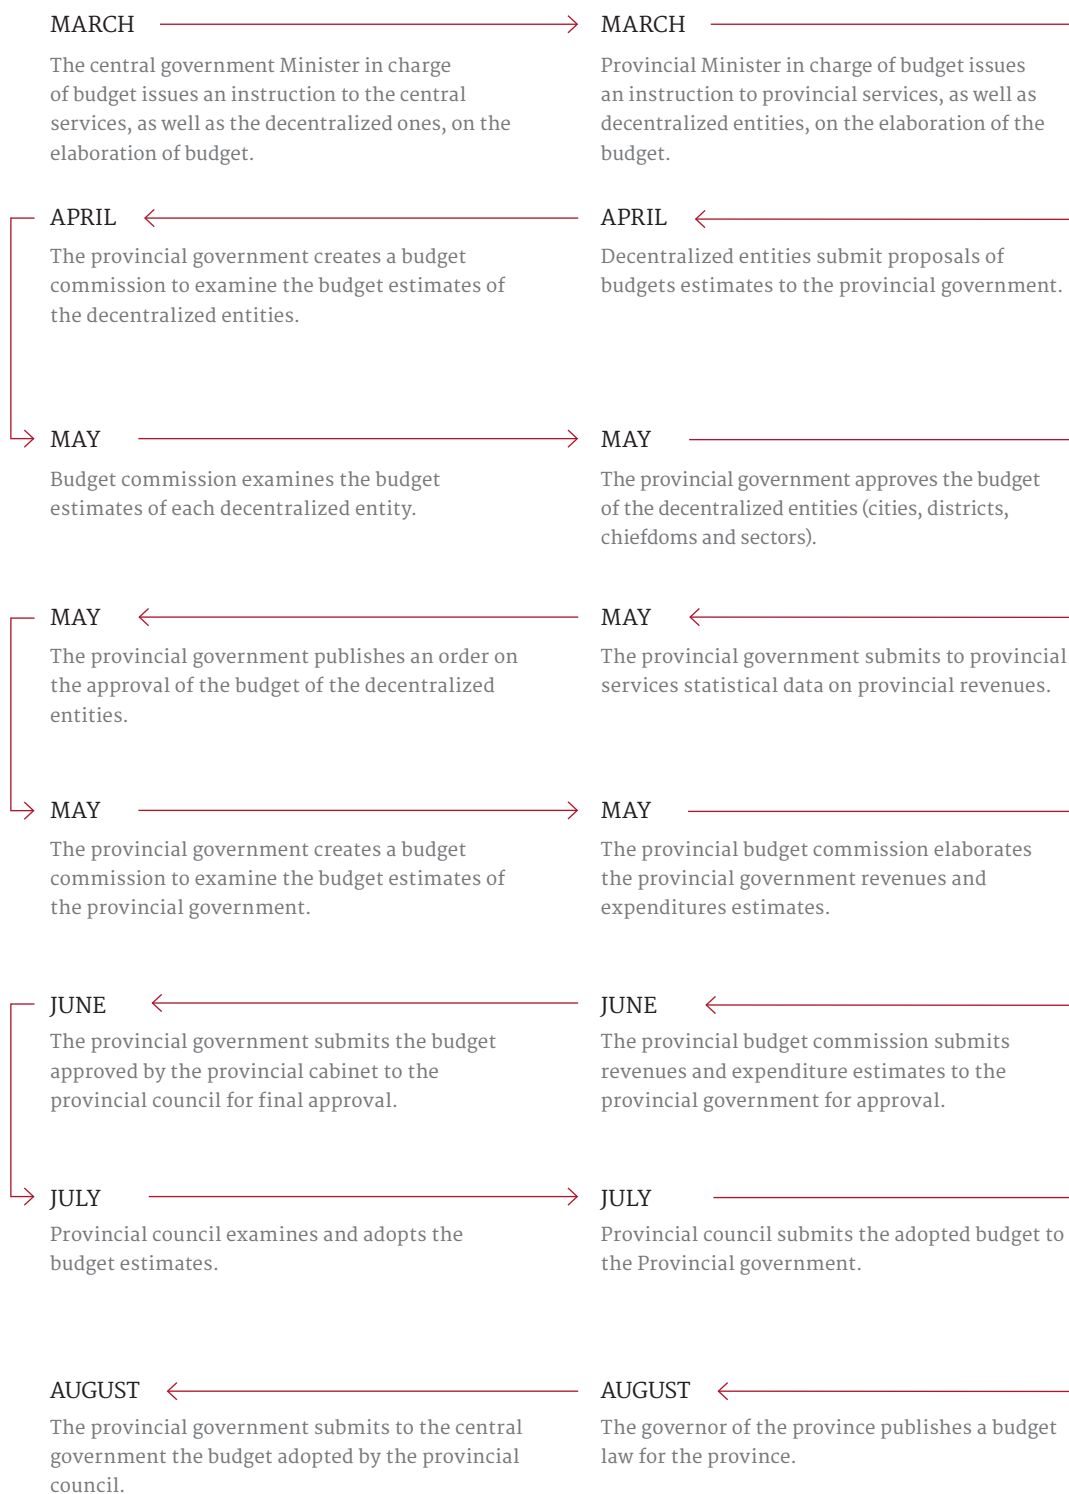 MARCH
The central government Minister in charge
of budget issues an instruction to the central
services, as well as the decentralized ones, on the
elaboration of budget.
MARCH
Provincial Minister in charge of budget issues
an instruction to provincial services, as well as
decentralized entities, on the elaboration of the
budget.
APRIL
The provincial government creates a budget
commission to examine the budget estimates of
the decentralized entities.
APRIL
Decentralized entities submit proposals of
budgets estimates to the provincial government.
MAY
Budget commission examines the budget
estimates of each decentralized entity.
MAY
The provincial government approves the budget
of the decentralized entities (cities, districts,
chiefdoms and sectors).
MAY
The provincial government publishes an order on
the approval of the budget of the decentralized
entities.
MAY
The provincial government submits to provincial
services statistical data on provincial revenues.
MAY
The provincial government creates a budget
commission to examine the budget estimates of
the provincial government.
MAY
The provincial budget commission elaborates
the provincial government revenues and
expenditures estimates.
JUNE
The provincial government submits the budget
approved by the provincial cabinet to the
provincial council for final approval.
JUNE
The provincial budget commission submits
revenues and expenditure estimates to the
provincial government for approval.
JULY
Provincial council examines and adopts the
budget estimates.
JULY
Provincial council submits the adopted budget to
the Provincial government.
AUGUST
The provincial government submits to the central
government the budget adopted by the provincial
council.
AUGUST
The governor of the province publishes a budget
law for the province.